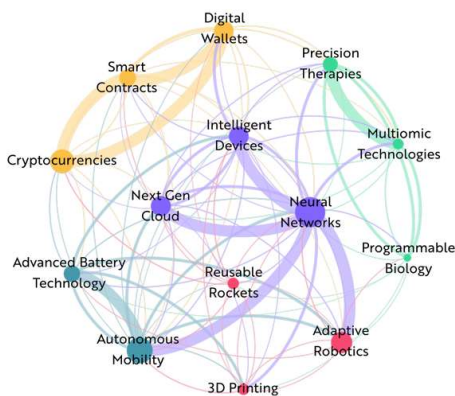 Digital
Wallets
Precision
Therapies
Smart
Contracts
Intelligent
Devices
Multiomic
Technologies
Cryptocurrencies
Next Gen
Cloud
Neural
Networks
Programmable
Biology
Advanced Battery
Technology
Reusable
Rockets
Autonomous
Mobility
Adaptive
Robotics
3D Printing